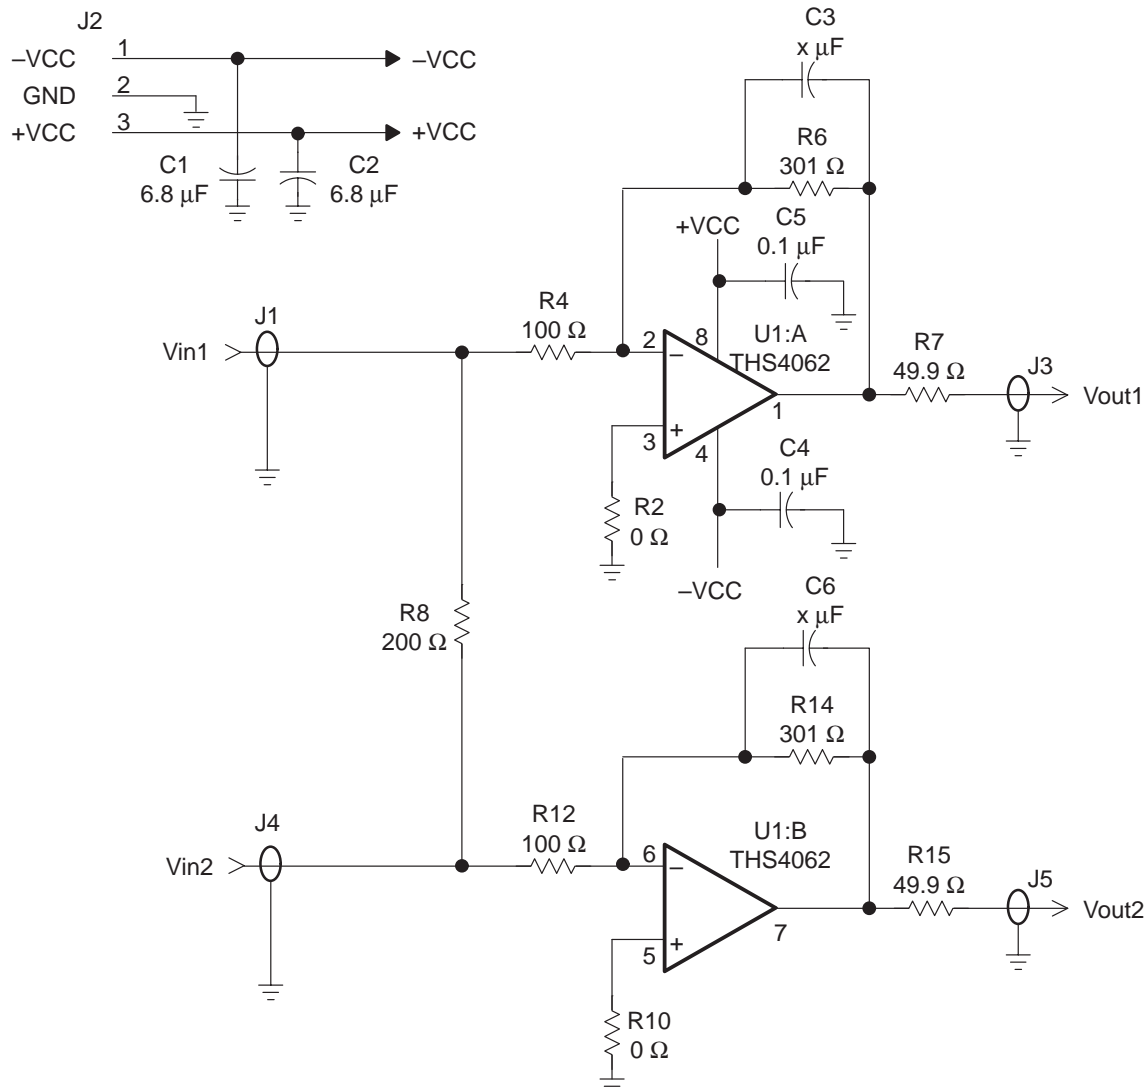 J2
–VCC
1
–VCC
GND
2
+VCC
3
+VCC
C1
6.8 µF
C2
6.8 µF
C3
x µF
R6
301 Ω
+VCC
C5
0.1 µF
Vin1
J1
R4
100 Ω
2
–
8
U1:A
THS4062
R7
49.9 Ω
J3
Vout1
1
3
+
4
C4
0.1 µF
R2
0 Ω
–VCC
R8
200 Ω
C6
x µF
R14
301 Ω
Vin2
J4
R12
100 Ω
6
–
U1:B
THS4062
R15
49.9 Ω
J5
Vout2
7
5
+
R10
0 Ω